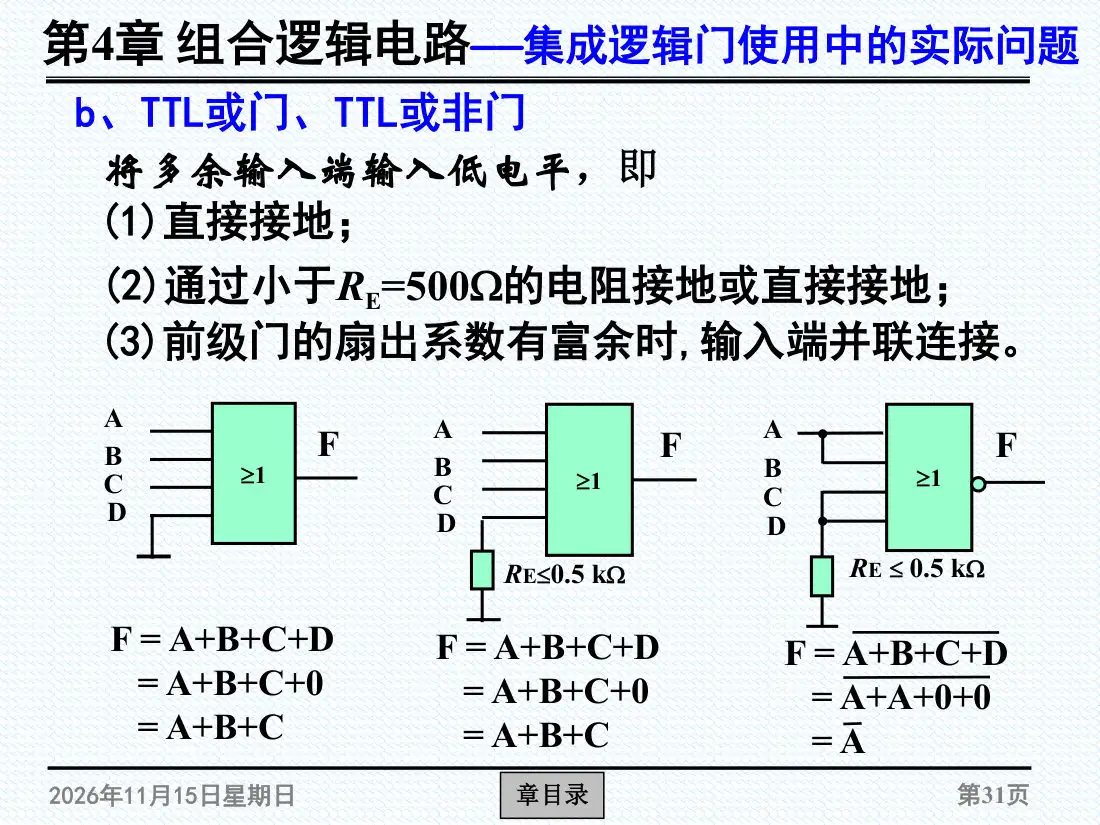 第4章 组合逻辑电路——集成逻辑门使用中的实际问题
b、TTL或门、TTL或非门
将多余输入端输入低电平，即
(1)直接接地；
(2)通过小于RE=500Ω的电阻接地或直接接地；
(3)前级门的扇出系数有富余时,输入端并联连接。
A
B
C
D
≥1
F
A
B
C
D
≥1
F
RE≤0.5 kΩ
A
B
C
D
≥1
F
RE ≤ 0.5 kΩ
F = A+B+C+D
= A+B+C+0
= A+B+C
F = A+B+C+D
= A+B+C+0
= A+B+C
F = A̅+̅B̅+̅C̅+̅D̅
= A̅+̅A̅+̅0̅+̅0̅
= A̅
2026年11月15日星期日
章目录
第31页